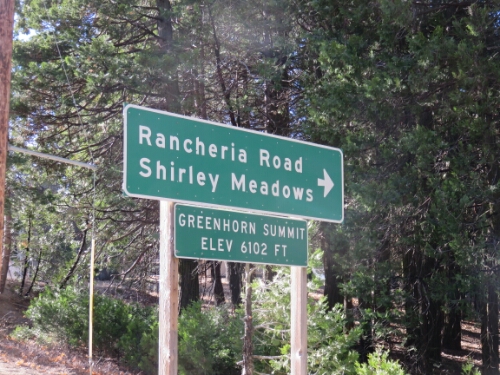 Rancheria Road
Shirley Meadows →
GREENHORN SUMMIT
ELEV 6102 FT